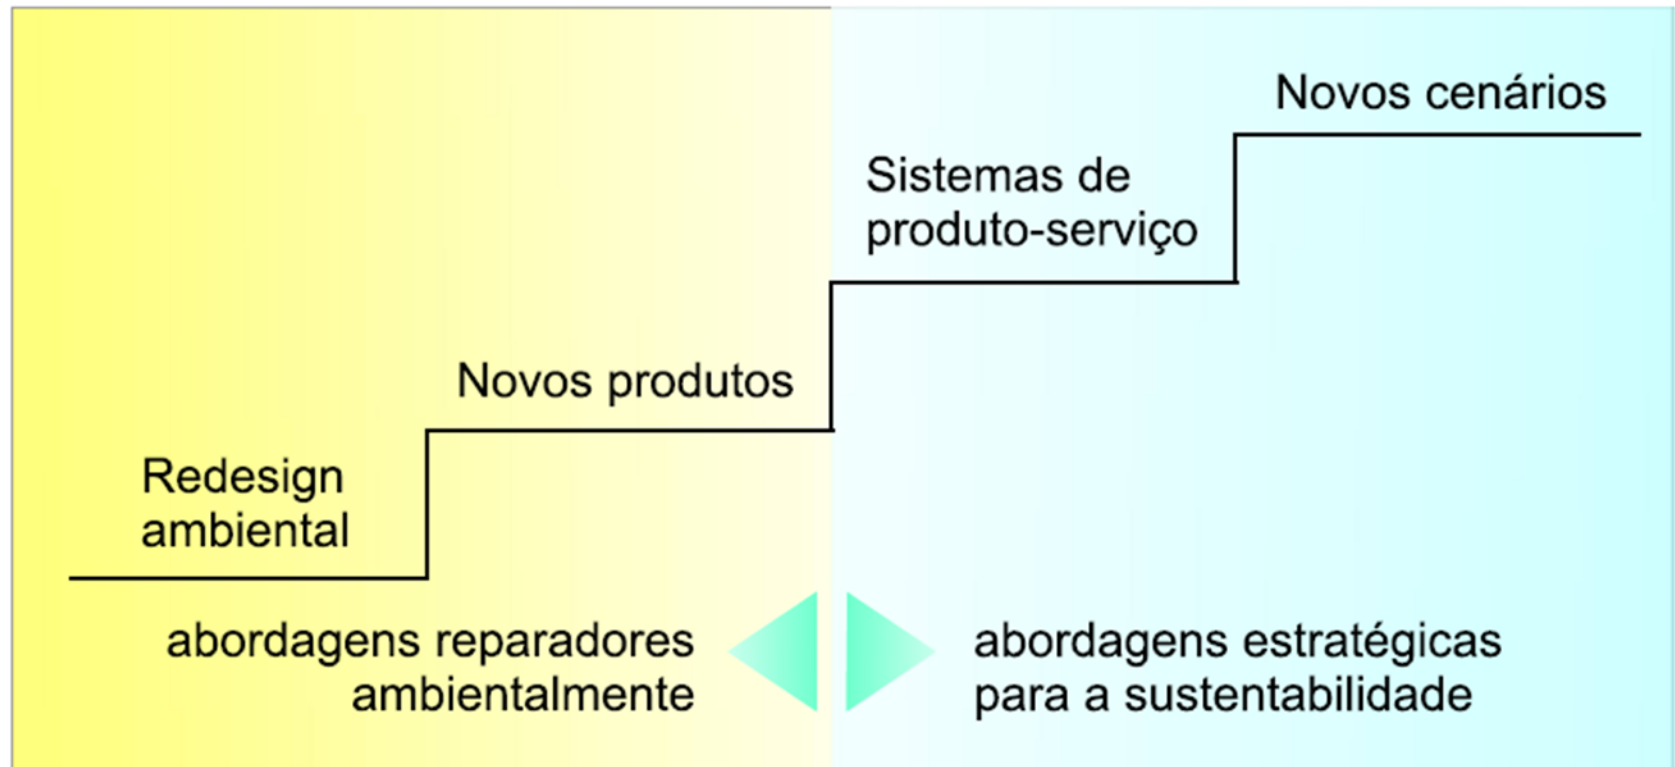 Novos cenários
Sistemas de
produto-serviço
Novos produtos
Redesign
ambiental
abordagens reparadores
ambientalmente
abordagens estratégicas
para a sustentabilidade